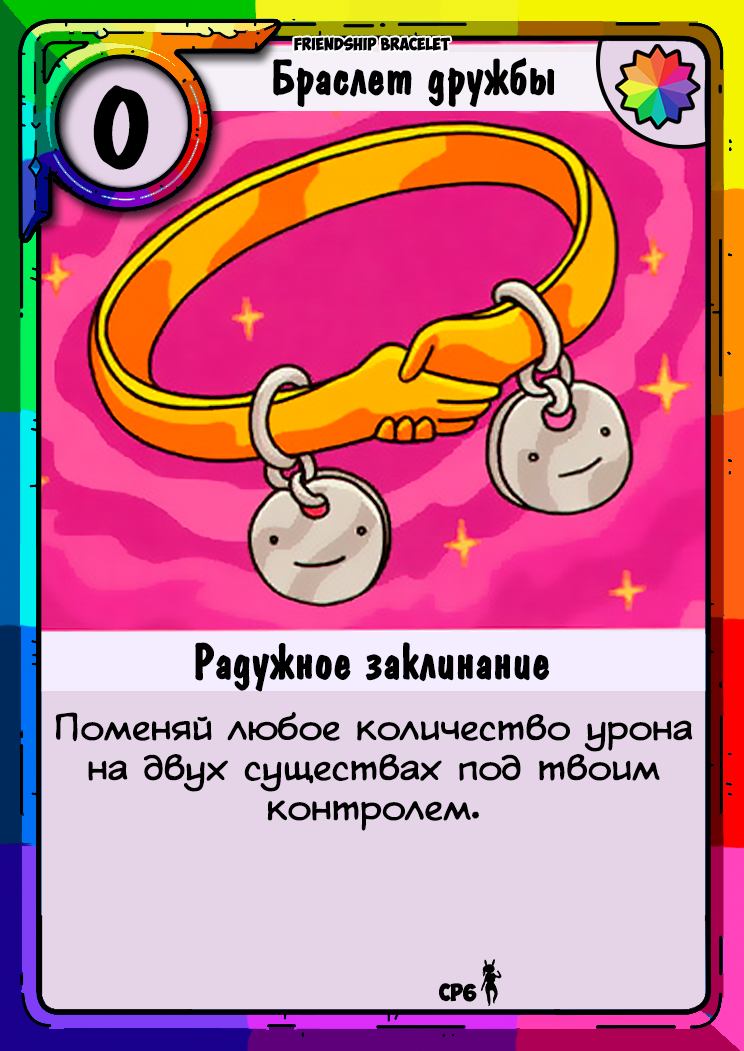 FRIENDSHIP BRACELET
0
Браслет дружбы
Радужное заклинание
Поменяй любое количество урона
на двух существах под твоим
контролем.
CP6